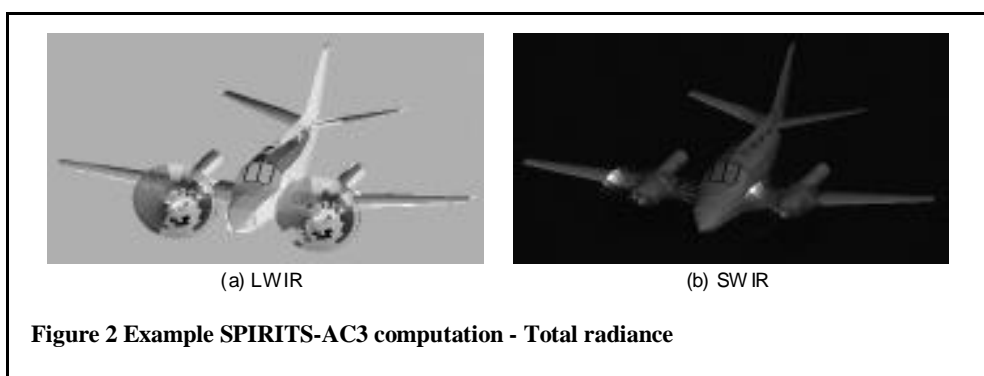 (a) LWIR
(b) SWIR
Figure 2 Example SPIRITS-AC3 computation - Total radiance